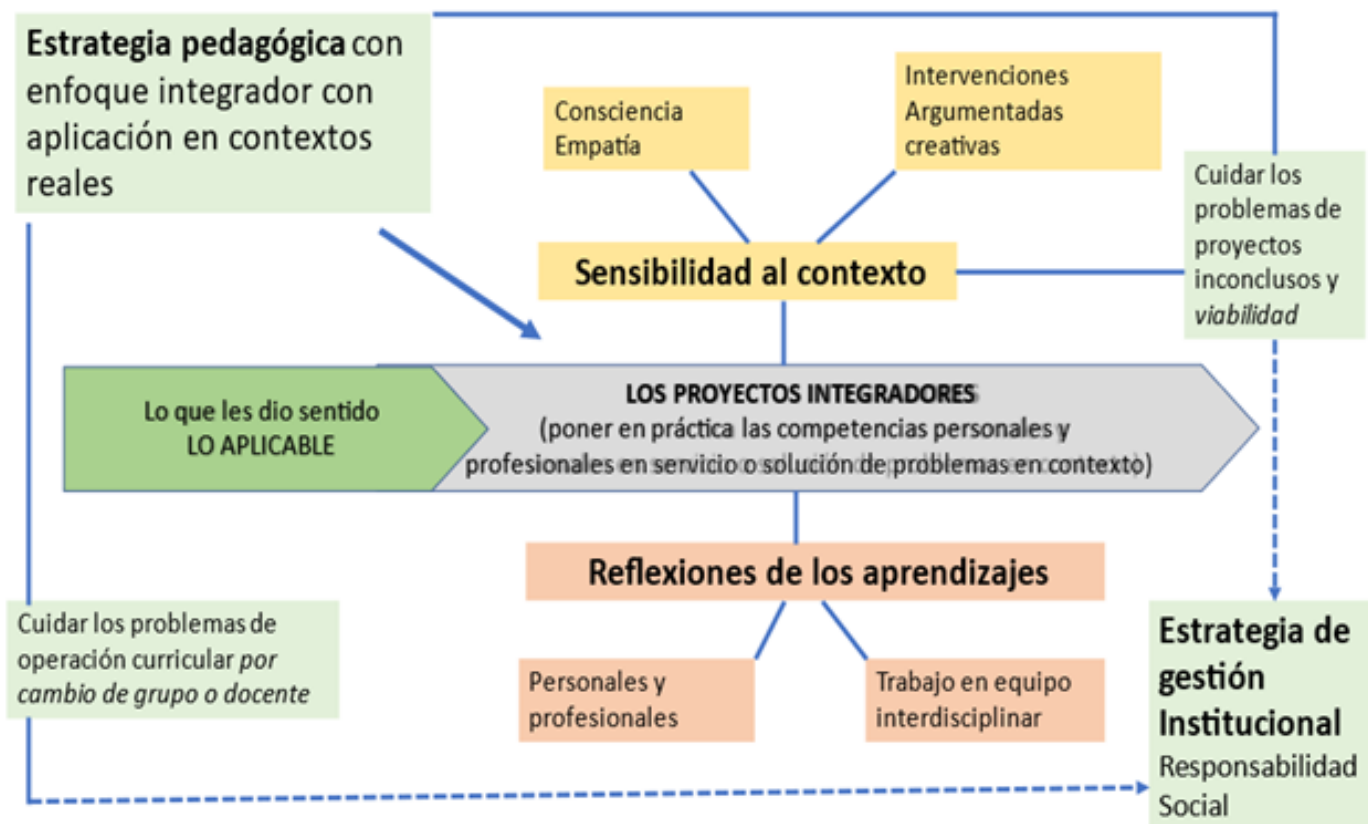 Estrategia pedagógica con
enfoque integrador con
aplicación en contextos
reales
Consciencia
Empatía
Intervenciones
Argumentadas
creativas
Cuidar los
problemas de
proyectos
inconclusos y
viabilidad
Sensibilidad al contexto
Lo que les dio sentido
LO APLICABLE
LOS PROYECTOS INTEGRADORES
(poner en práctica las competencias personales y
profesionales en servicio o solución de problemas en contexto)
Reflexiones de los aprendizajes
Cuidar los problemas de
operación curricular por
cambio de grupo o docente
Personales y
profesionales
Trabajo en equipo
interdisciplinar
Estrategia de
gestión
Institucional
Responsabilidad
Social